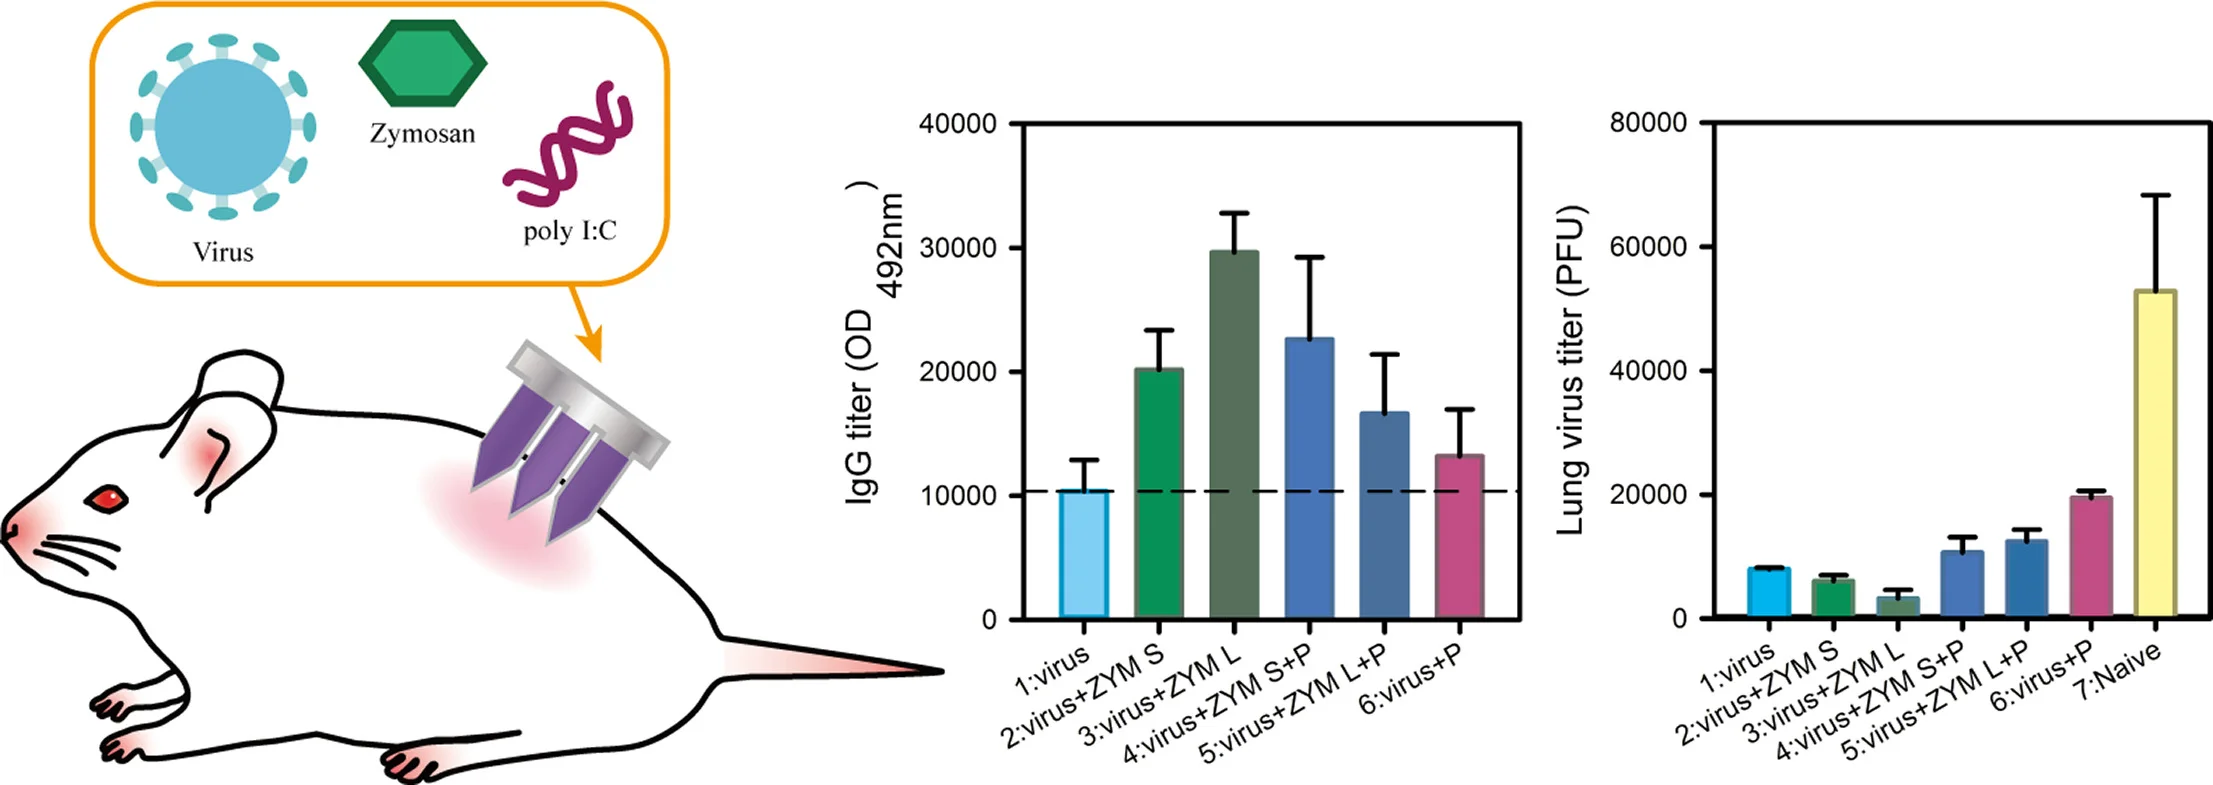 Zymosan
poly I:C
Virus
IgG titer (OD 492nm)
40000
30000
20000
10000
0
1:virus
2:virus+ZYM S
3:virus+ZYM L
4:virus+ZYM S+P
5:virus+ZYM L+P
6:virus+P
Lung virus titer (PFU)
80000
60000
40000
20000
0
1:virus
2:virus+ZYM S
3:virus+ZYM L
4:virus+ZYM S+P
5:virus+ZYM L+P
6:virus+P
7:Naive